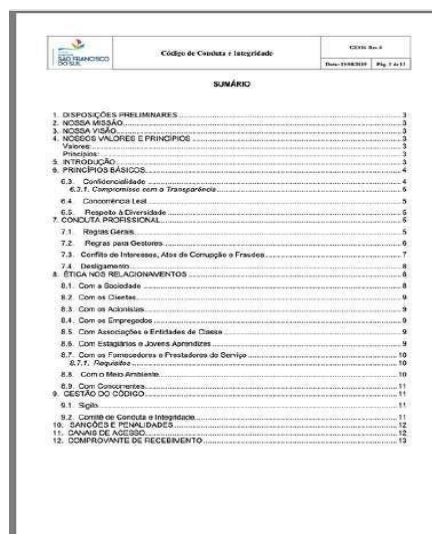 SÃO FRANCISCO
DO SUL
Código de Conduta e Integridade
SUMÁRIO
1. DISPOSIÇÕES PRELIMINARES 3
2. NOSSA MISSÃO 3
3. NOSSA VISÃO 3
4. NOSSOS VALORES E PRINCÍPIOS 3
Valores: 3
Princípios: 3
5. INTRODUÇÃO 3
6. PRINCÍPIOS BÁSICOS 4
6.3. Confidencialidade 4
6.3.1. Compromisso com a Transparência
6.4. Concorrência Leal 5
6.5. Respeito à Diversidade
7. CONDUTA PROFISSIONAL
7.1. Regras Gerais 5
7.2. Regras para Gestores 6
7.3. Conflito de Interesses, Atos de Corrupção e Fraudes 7
7.4. Desligamento 8
8. ÉTICA NOS RELACIONAMENTOS 8
8.1. Com a Sociedade 8
8.2. Com os Clientes 9
8.3. Com os Acionistas 9
8.4. Com os Empregados 9
8.5. Com Associações e Entidades de Classe 9
8.6. Com Estagiários e Jovens Aprendizes 9
8.7. Com os Fornecedores e Prestadores de Serviço 10
8.7.1. Requisitos 10
8.8. Com o Meio Ambiente 10
8.9. Com Concorrentes 11
9. GESTÃO DO CÓDIGO 11
9.1. Sigilo 11
9.2. Comitê de Conduta e Integridade 11
10. SANÇÕES E PENALIDADES 12
11. CANAIS DE ACESSO 12
12. COMPROVANTE DE RECEBIMENTO 13